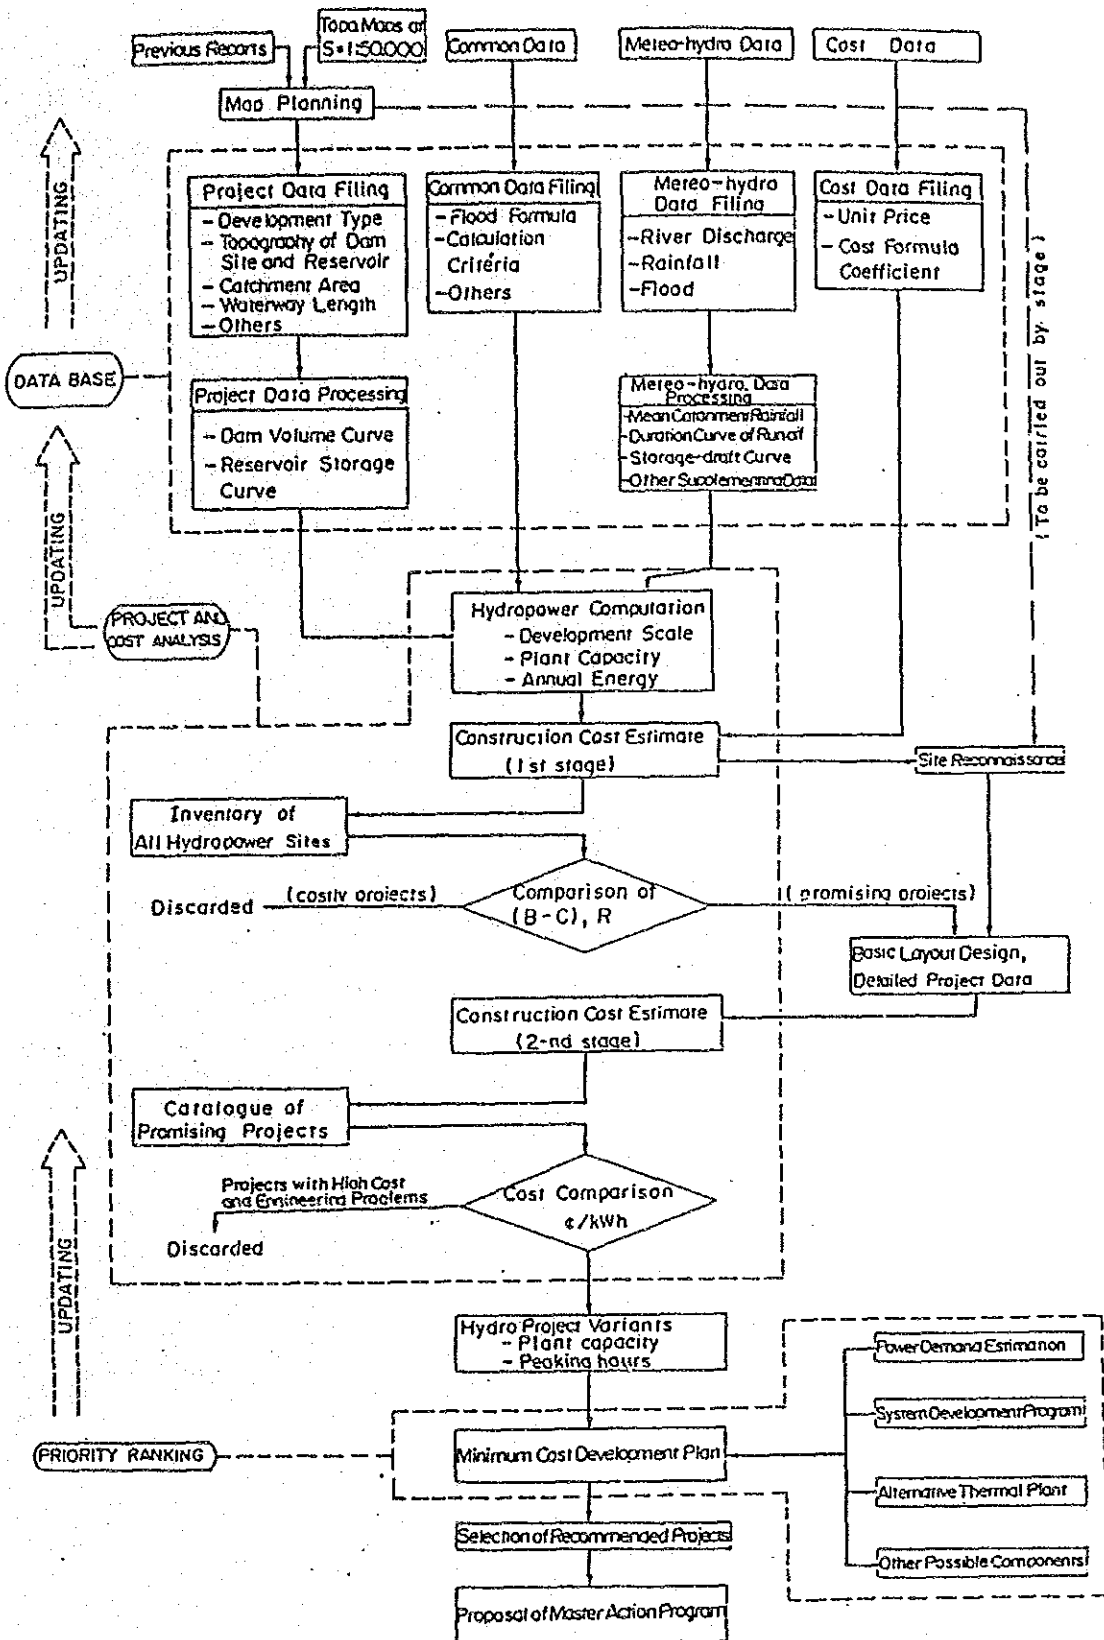 Previous Reports
Topo Maps of
S=1:50,000
Common Data
Meteo-hydro Data
Cost Data
Map Planning
UPDATING
Project Data Filing
- Development Type
- Topography of Dam
Site and Reservoir
- Catchment Area
- Waterway Length
- Others
Common Data Filing
- Flood Formula
- Calculation
Criteria
- Others
Meteo-hydro
Data Filing
- River Discharge
- Rainfall
- Flood
Cost Data Filing
- Unit Price
- Cost Formula
Coefficient
(To be carried out by stage)
DATA BASE
Project Data Processing
- Dam Volume Curve
- Reservoir Storage
Curve
Meteo-hydro Data
Processing
- Mean Catchment Rainfall
- Duration Curve of Runoff
- Storage-draft Curve
- Other Supplementary Data
UPDATING
PROJECT AND
COST ANALYSIS
Hydropower Computation
- Development Scale
- Plant Capacity
- Annual Energy
Construction Cost Estimate
(1st stage)
Site Reconnaissance
Inventory of
All Hydropower Sites
Discarded
(costly projects)
Comparison of
(B-C), R
(promising projects)
Basic Layout Design,
Detailed Project Data
Construction Cost Estimate
(2-nd stage)
Catalogue of
Promising Projects
Projects with High Cost
and Engineering Problems
Cost Comparison
¢/kWh
Discarded
UPDATING
Hydro Project Variants
- Plant capacity
- Peaking hours
Power Demand Estimation
System Development Program
PRIORITY RANKING
Minimum Cost Development Plan
Alternative Thermal Plant
Selection of Recommended Projects
Other Possible Components
Proposal of Master Action Program